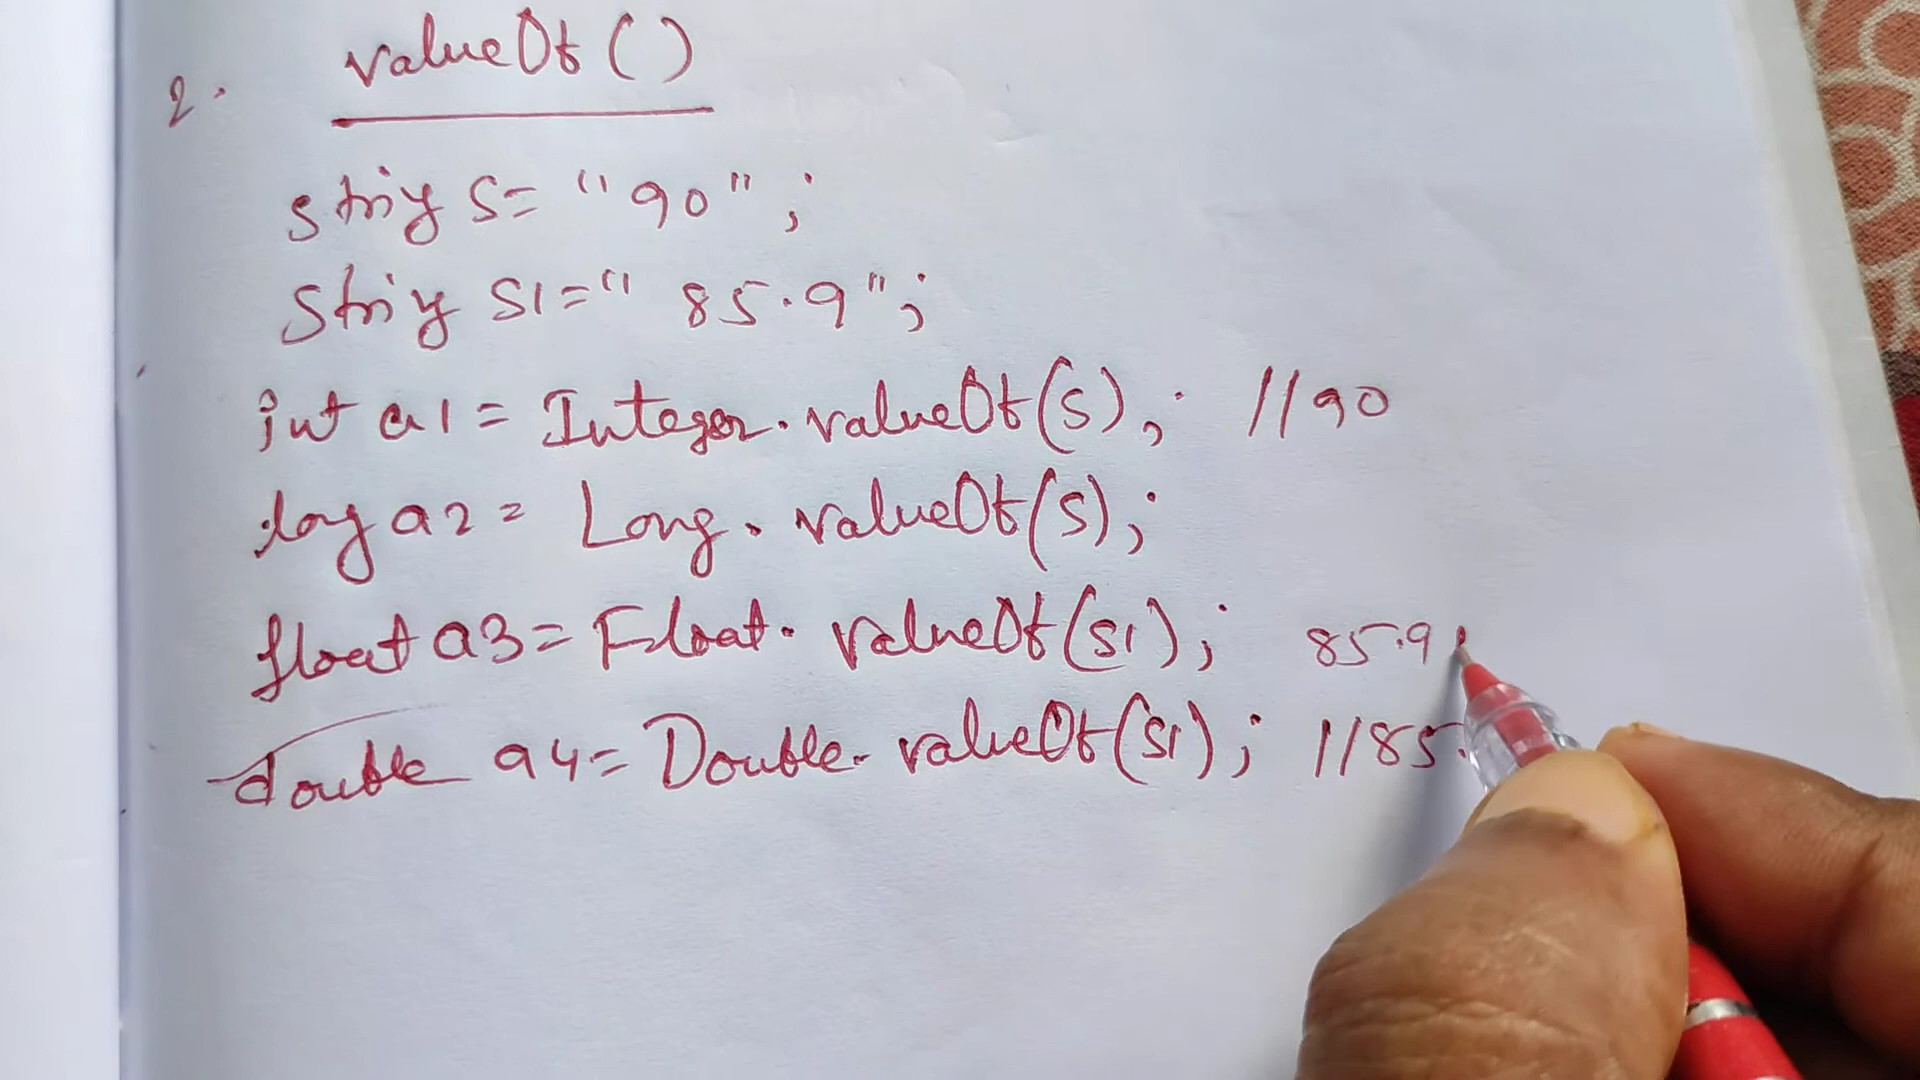 2. valueOf()
String S= "90";
String S1=" 85.9";
int a1 = Integer.valueOf(S); //90
long a2 = Long.valueOf(S);
float a3 = Float.valueOf(S1); 85.9
double a4 = Double.valueOf(S1); //85.